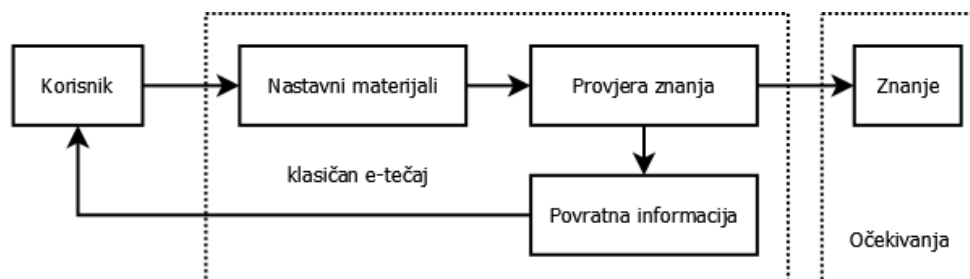 Korisnik
Nastavni materijali
Provjera znanja
Znanje
klasičan e-tečaj
Povratna informacija
Očekivanja